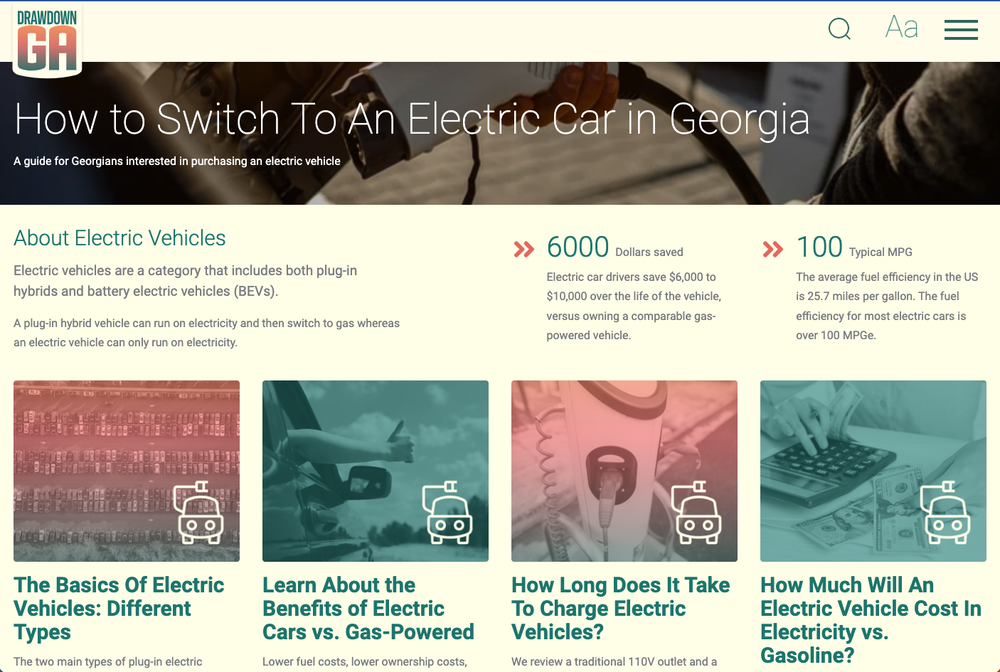 DRAWDOWN
GA
Aa
How to Switch To An Electric Car in Georgia
A guide for Georgians interested in purchasing an electric vehicle
About Electric Vehicles
Electric vehicles are a category that includes both plug-in
hybrids and battery electric vehicles (BEVs).
A plug-in hybrid vehicle can run on electricity and then switch to gas whereas
an electric vehicle can only run on electricity.
6000 Dollars saved
Electric car drivers save $6,000 to
$10,000 over the life of the vehicle,
versus owning a comparable gas-
powered vehicle.
100 Typical MPG
The average fuel efficiency in the US
is 25.7 miles per gallon. The fuel
efficiency for most electric cars is
over 100 MPGe.
The Basics Of Electric
Vehicles: Different
Types
The two main types of plug-in electric
Learn About the
Benefits of Electric
Cars vs. Gas-Powered
Lower fuel costs, lower ownership costs,
How Long Does It Take
To Charge Electric
Vehicles?
We review a traditional 110V outlet and a
How Much Will An
Electric Vehicle Cost In
Electricity vs.
Gasoline?